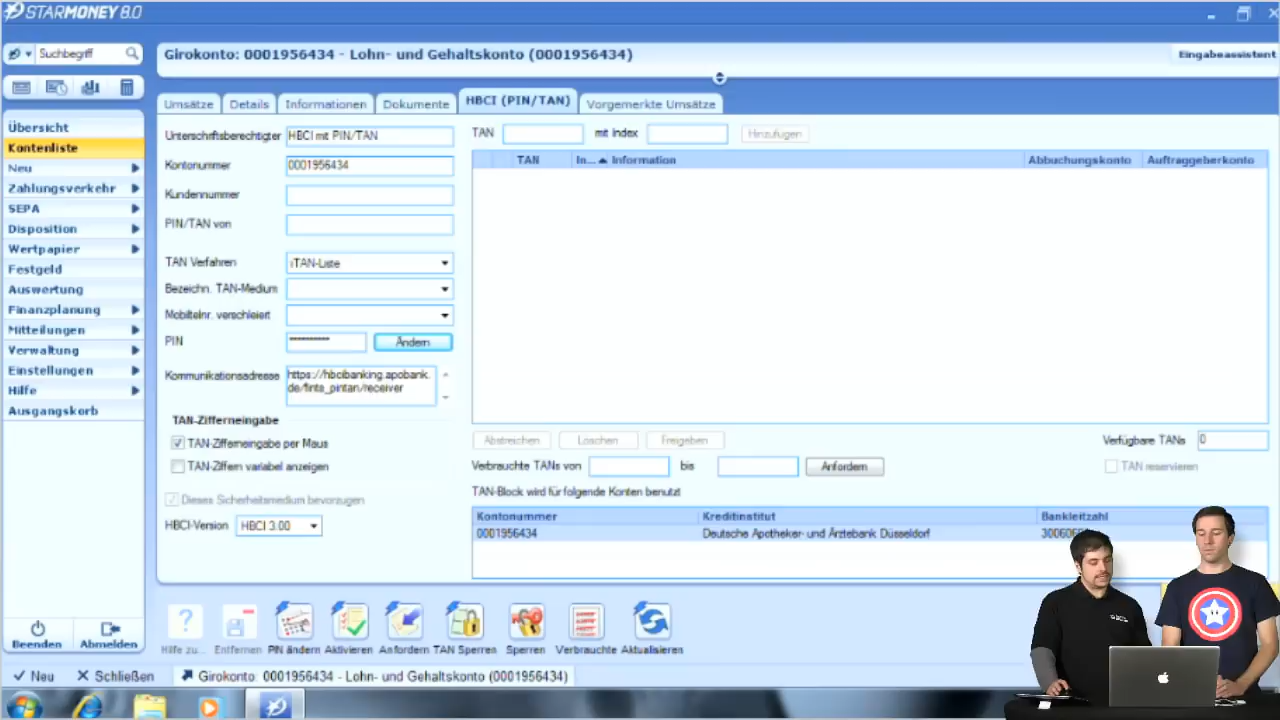 STARMONEY 8.0
Suchbegriff
Girokonto: 0001956434 - Lohn- und Gehaltskonto (0001956434)
Eingabeassistent
Umsätze
Details
Informationen
Dokumente
HBCI (PIN/TAN)
Vorgemerkte Umsätze
Übersicht
Kontenliste
Neu
Zahlungsverkehr
SEPA
Disposition
Wertpapier
Festgeld
Auswertung
Finanzplanung
Mitteilungen
Verwaltung
Einstellungen
Hilfe
Ausgangskorb
Beenden
Abmelden
Unterschriftsberechtigter HBCI mit PIN/TAN
Kontonummer 0001956434
Kundennummer
PIN/TAN von
TAN Verfahren iTAN-Liste
Bezeichn. TAN-Medium
Mobiltelnr. verschleiert
PIN ********** Ändern
Kommunikationsadresse https://hbcibanking.apobank.
de/fints_pintan/receiver
TAN-Zifferneingabe
TAN-Zifferneingabe per Maus
TAN-Ziffern variabel anzeigen
Dieses Sicherheitsmedium bevorzugen
HBCI-Version HBCI 3.00
TAN mit Index Hinzufügen
TAN In... Information Abbuchungskonto Auftraggeberkonto
Abstreichen Löschen Freigeben Verfügbare TANs 0
Verbrauchte TANs von bis Anfordern TAN reservieren
TAN-Block wird für folgende Konten benutzt
Kontonummer Kreditinstitut Bankleitzahl
0001956434 Deutsche Apotheker- und Ärztebank Düsseldorf
Hilfe zu... Entfernen PIN ändern Aktivieren Anfordern TAN Sperren Sperren Verbrauchte Aktualisieren
Neu Schließen Girokonto: 0001956434 - Lohn- und Gehaltskonto (0001956434)